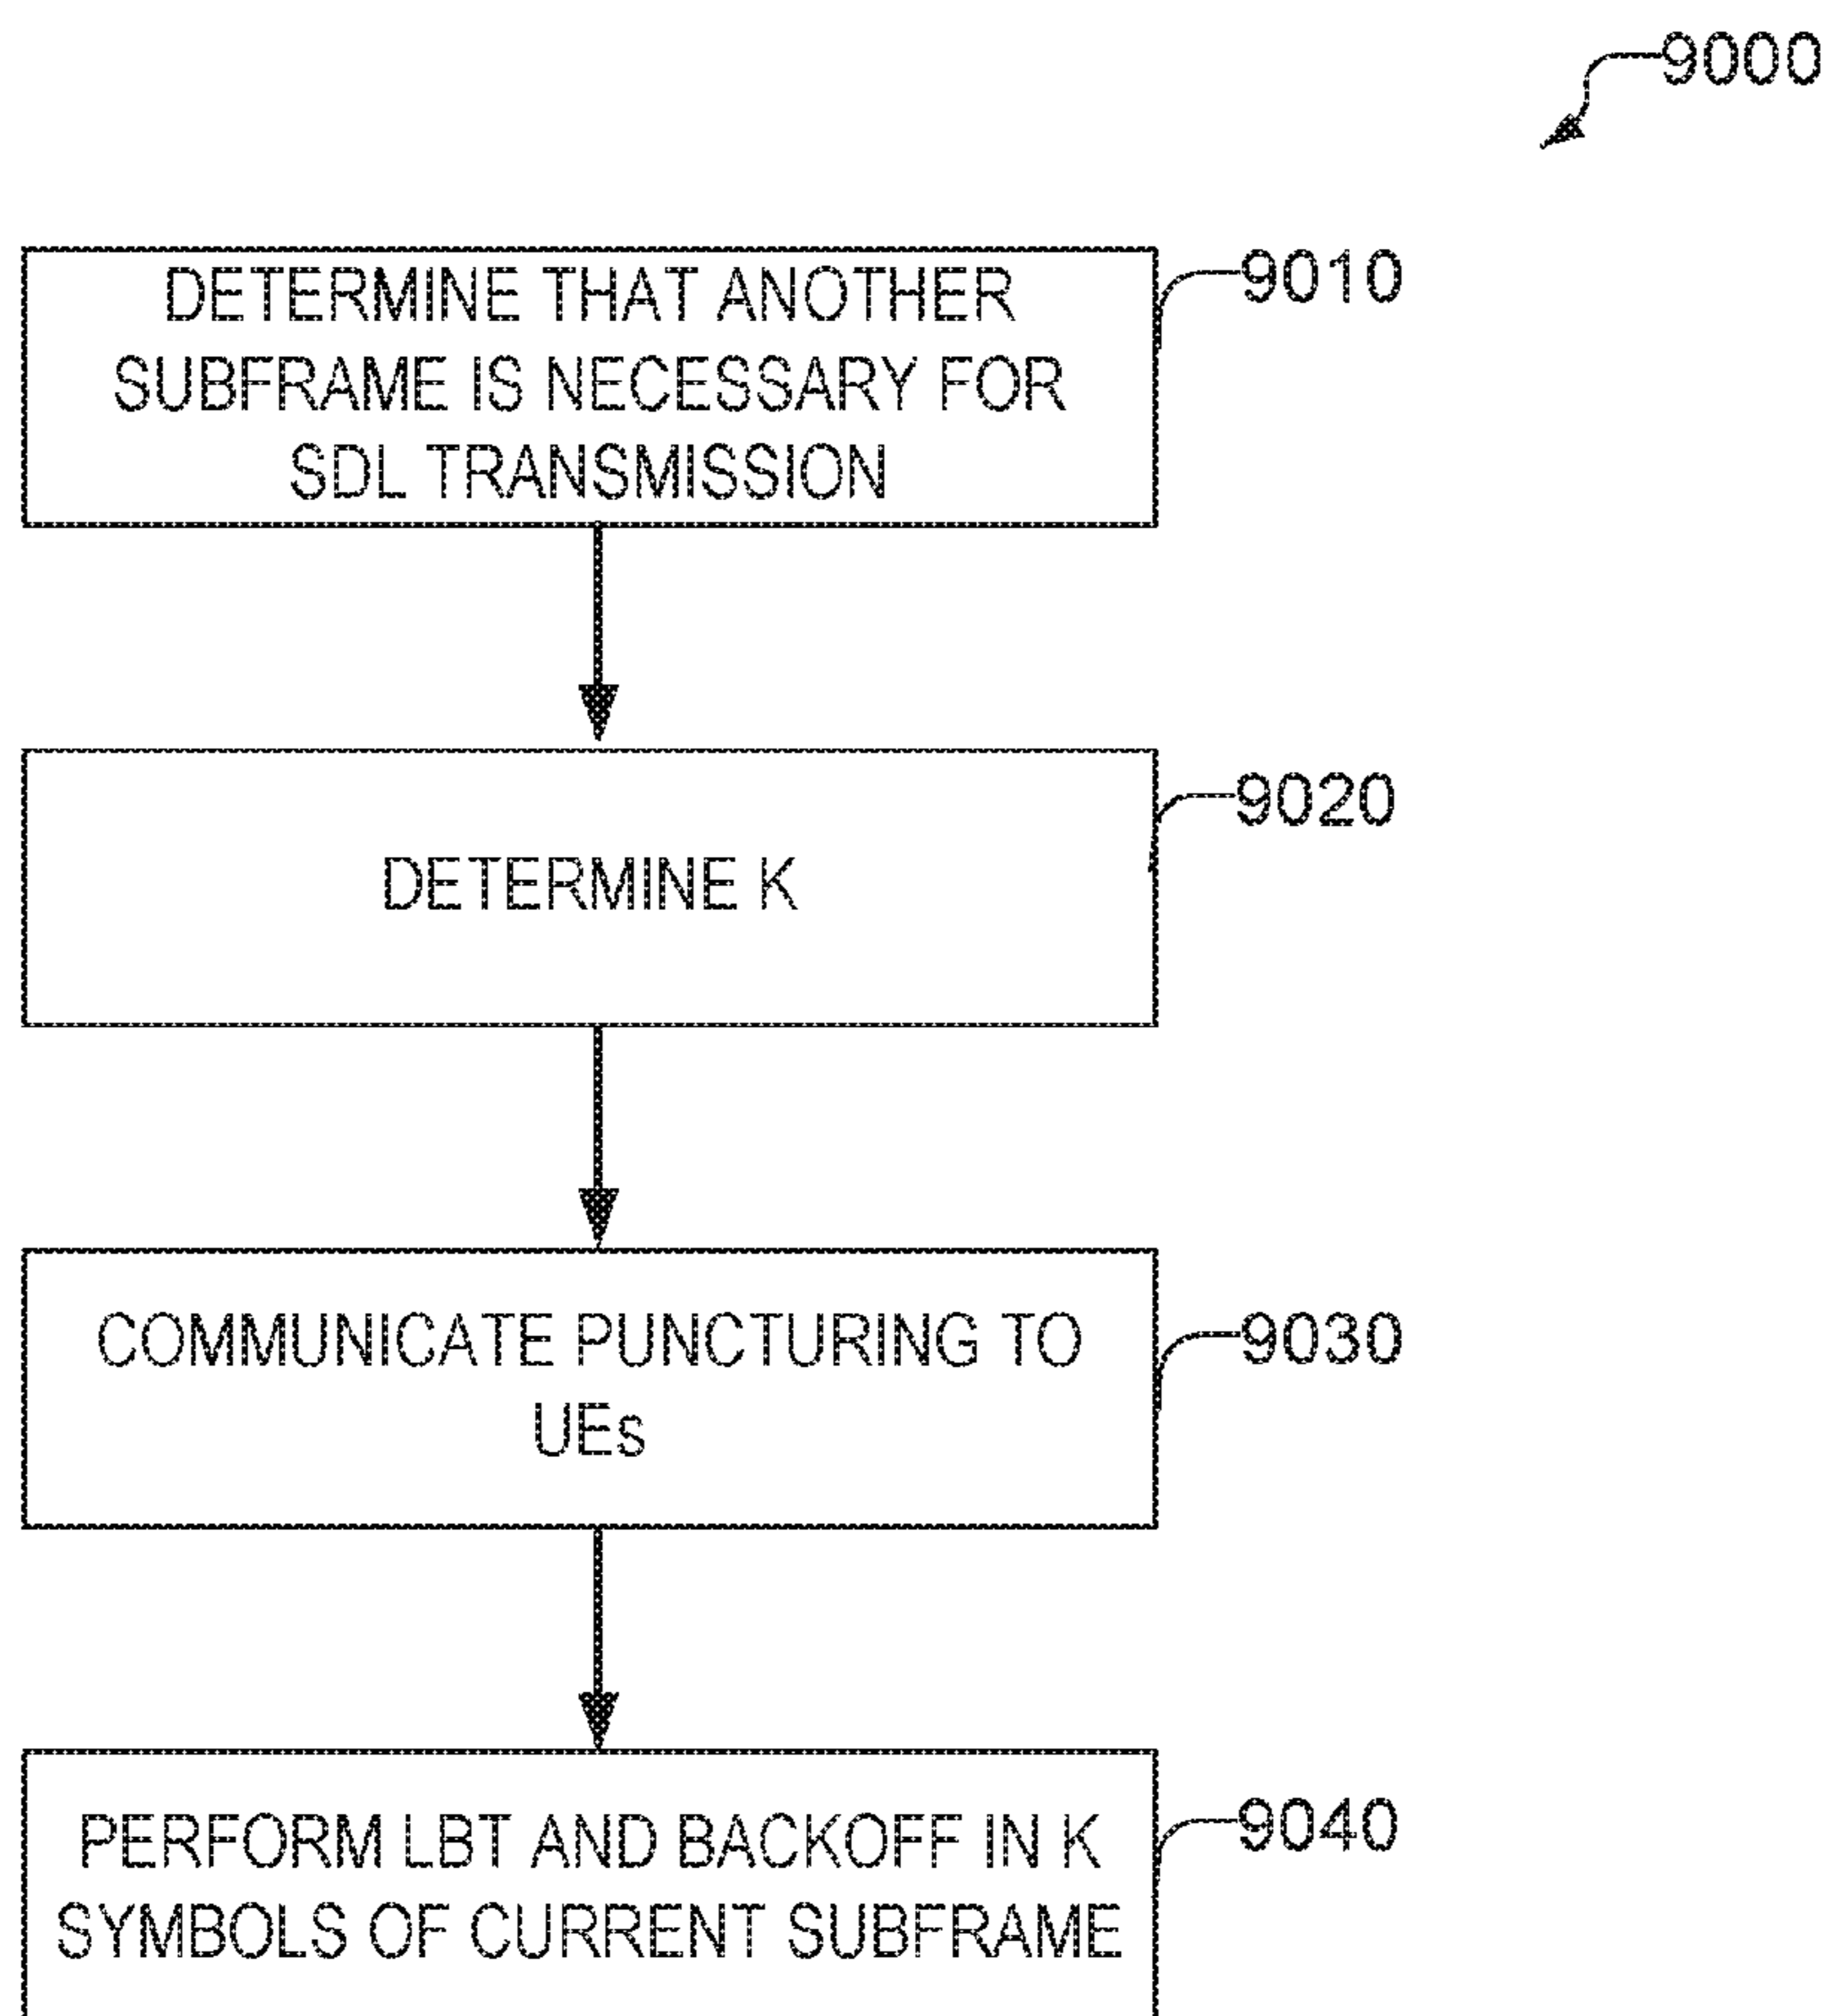 9000
DETERMINE THAT ANOTHER
SUBFRAME IS NECESSARY FOR
SDL TRANSMISSION
9010
DETERMINE K
9020
COMMUNICATE PUNCTURING TO
UEs
9030
PERFORM LBT AND BACKOFF IN K
SYMBOLS OF CURRENT SUBFRAME
9040